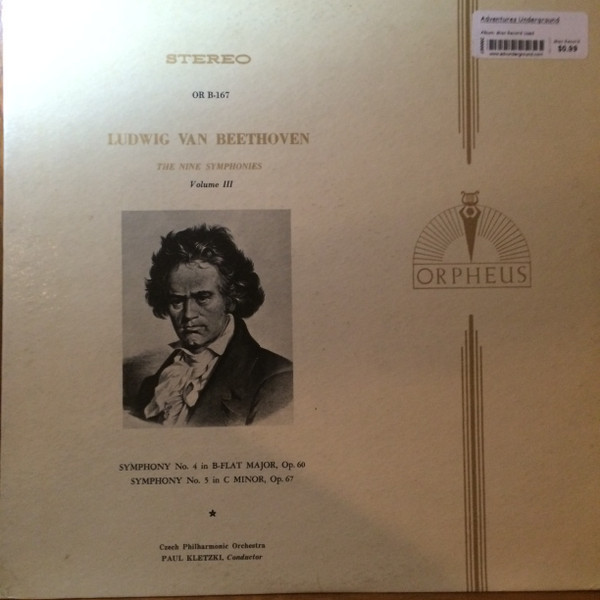 Adventures Underground
$5.99
STEREO
OR B-167
LUDWIG VAN BEETHOVEN
THE NINE SYMPHONIES
Volume III
ORPHEUS
SYMPHONY No. 4 in B-FLAT MAJOR, Op. 60
SYMPHONY No. 5 in C MINOR, Op. 67
Czech Philharmonic Orchestra
PAUL KLETZKI, Conductor